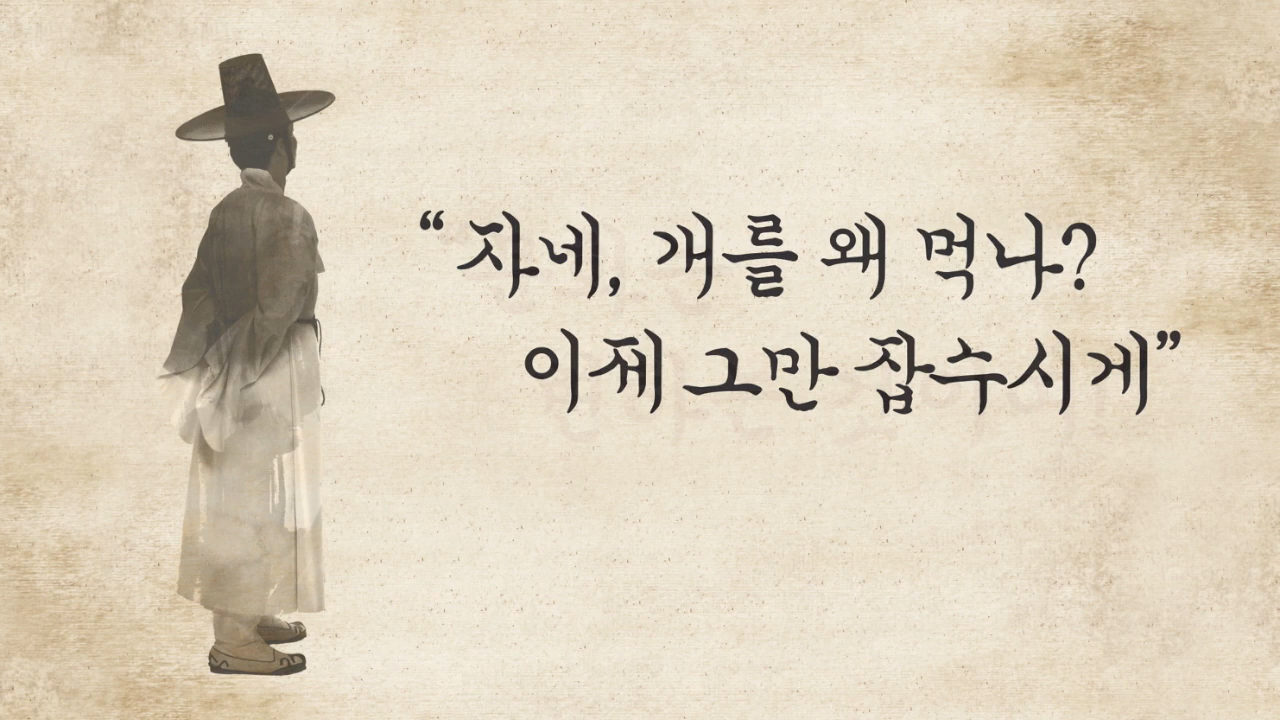 “ 자네, 개를 왜 먹나?
이제 그만 잡수시게”